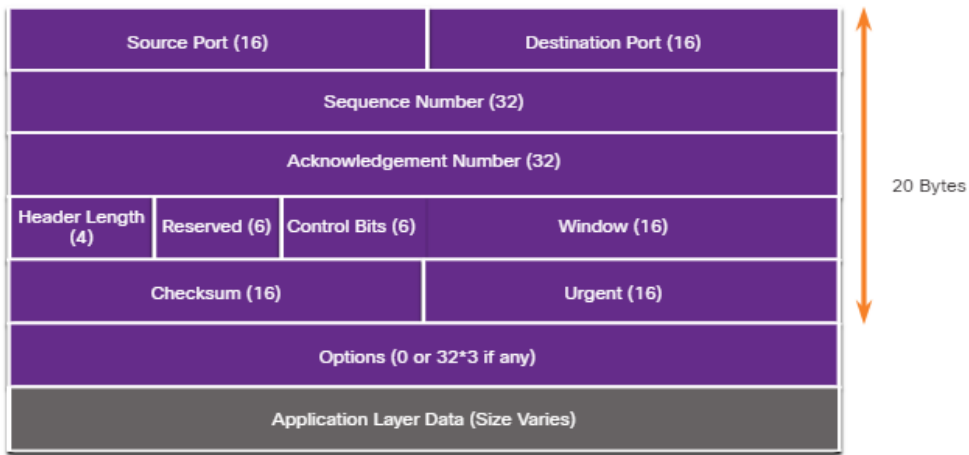 Source Port (16)
Destination Port (16)
Sequence Number (32)
Acknowledgement Number (32)
20 Bytes
Header Length
(4)
Reserved (6)
Control Bits (6)
Window (16)
Checksum (16)
Urgent (16)
Options (0 or 32*3 if any)
Application Layer Data (Size Varies)